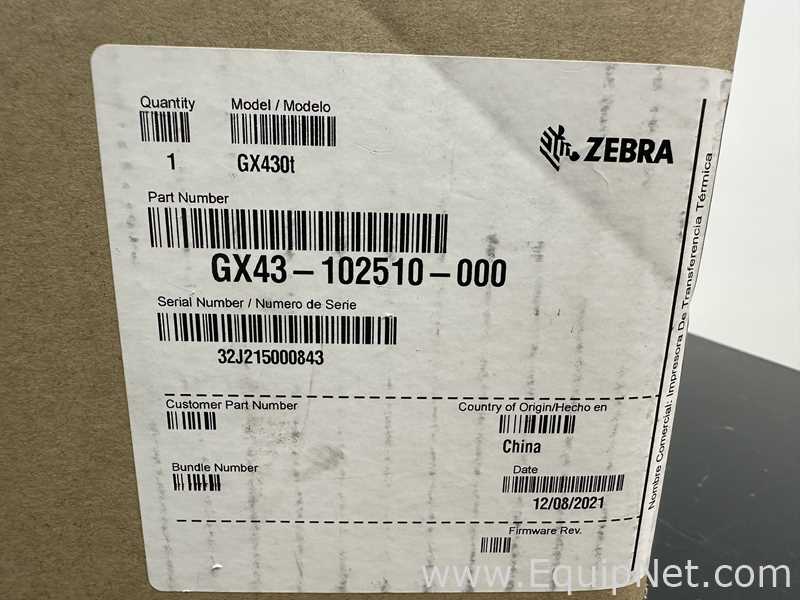 Quantity
Model / Modelo
1
GX430t
ZEBRA
Part Number
GX43-102510-000
Serial Number / Numero de Serie
32J215000843
Customer Part Number
Country of Origin/Hecho en
China
Bundle Number
Date
12/08/2021
Firmware Rev.
Nombre Comercial: Impresora De Transferencia Térmica
www.EquipNet.com